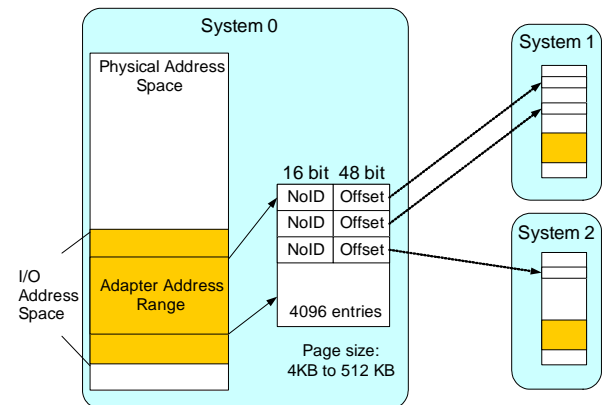 System 0
Physical Address
Space
I/O
Address
Space
Adapter Address
Range
16 bit 48 bit
NoID Offset
NoID Offset
NoID Offset
4096 entries
Page size:
4KB to 512 KB
System 1
System 2